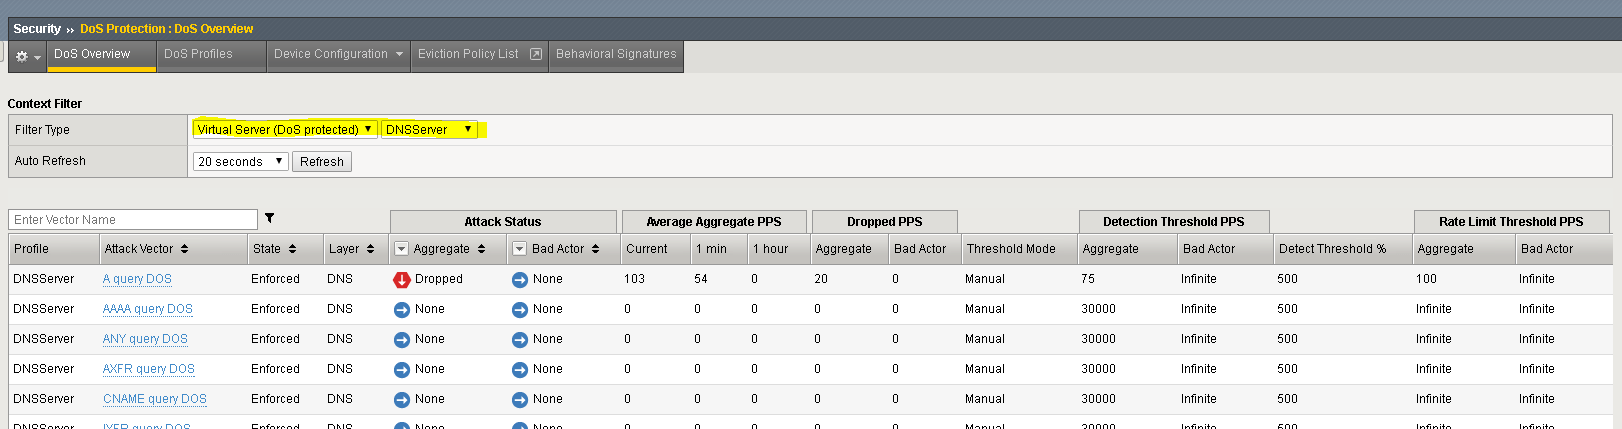 Security ›› DoS Protection : DoS Overview
DoS Overview DoS Profiles Device Configuration Eviction Policy List Behavioral Signatures
Context Filter
Filter Type Virtual Server (DoS protected) DNSServer
Auto Refresh 20 seconds Refresh
Enter Vector Name Attack Status Average Aggregate PPS Dropped PPS Detection Threshold PPS Rate Limit Threshold PPS
Profile Attack Vector State Layer Aggregate Bad Actor Current 1 min 1 hour Aggregate Bad Actor Threshold Mode Aggregate Bad Actor Detect Threshold % Aggregate Bad Actor
DNSServer A query DOS Enforced DNS Dropped None 103 54 0 20 0 Manual 75 Infinite 500 100 Infinite
DNSServer AAAA query DOS Enforced DNS None None 0 0 0 0 0 Manual 30000 Infinite 500 Infinite Infinite
DNSServer ANY query DOS Enforced DNS None None 0 0 0 0 0 Manual 30000 Infinite 500 Infinite Infinite
DNSServer AXFR query DOS Enforced DNS None None 0 0 0 0 0 Manual 30000 Infinite 500 Infinite Infinite
DNSServer CNAME query DOS Enforced DNS None None 0 0 0 0 0 Manual 30000 Infinite 500 Infinite Infinite
DNSServer IXFR query DOS Enforced DNS None None 0 0 0 0 0 Manual 30000 Infinite 500 Infinite Infinite